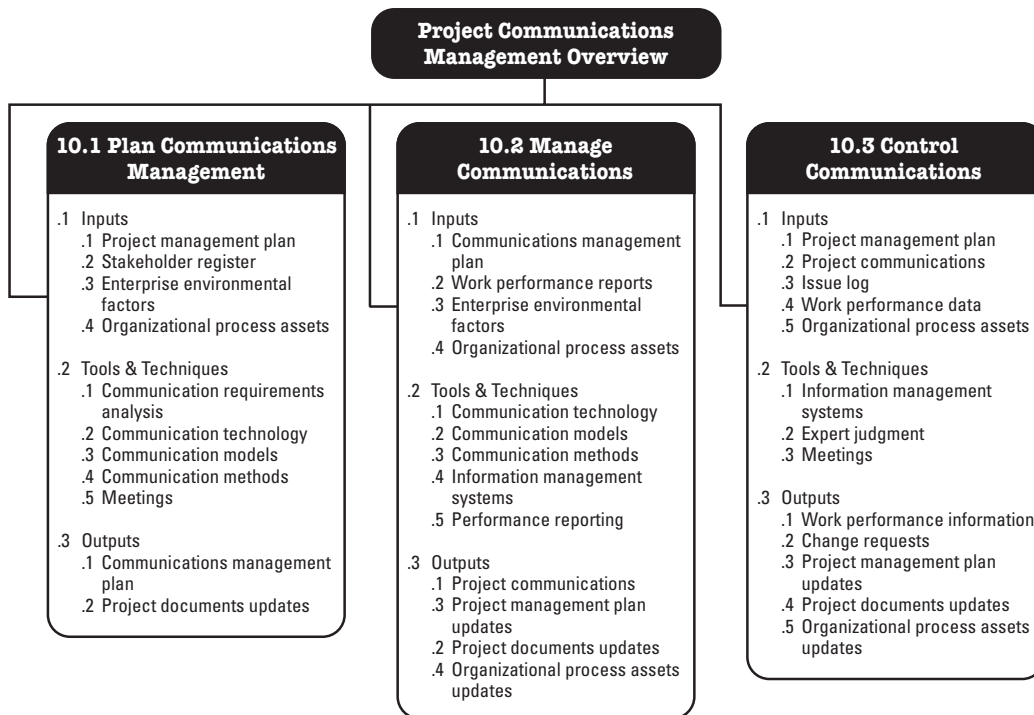 Project Communications
Management Overview
10.1 Plan Communications
Management
.1 Inputs
.1 Project management plan
.2 Stakeholder register
.3 Enterprise environmental
factors
.4 Organizational process assets
.2 Tools & Techniques
.1 Communication requirements
analysis
.2 Communication technology
.3 Communication models
.4 Communication methods
.5 Meetings
.3 Outputs
.1 Communications management
plan
.2 Project documents updates
10.2 Manage
Communications
.1 Inputs
.1 Communications management
plan
.2 Work performance reports
.3 Enterprise environmental
factors
.4 Organizational process assets
.2 Tools & Techniques
.1 Communication technology
.2 Communication models
.3 Communication methods
.4 Information management
systems
.5 Performance reporting
.3 Outputs
.1 Project communications
.3 Project management plan
updates
.2 Project documents updates
.4 Organizational process assets
updates
10.3 Control
Communications
.1 Inputs
.1 Project management plan
.2 Project communications
.3 Issue log
.4 Work performance data
.5 Organizational process assets
.2 Tools & Techniques
.1 Information management
systems
.2 Expert judgment
.3 Meetings
.3 Outputs
.1 Work performance information
.2 Change requests
.3 Project management plan
updates
.4 Project documents updates
.5 Organizational process assets
updates